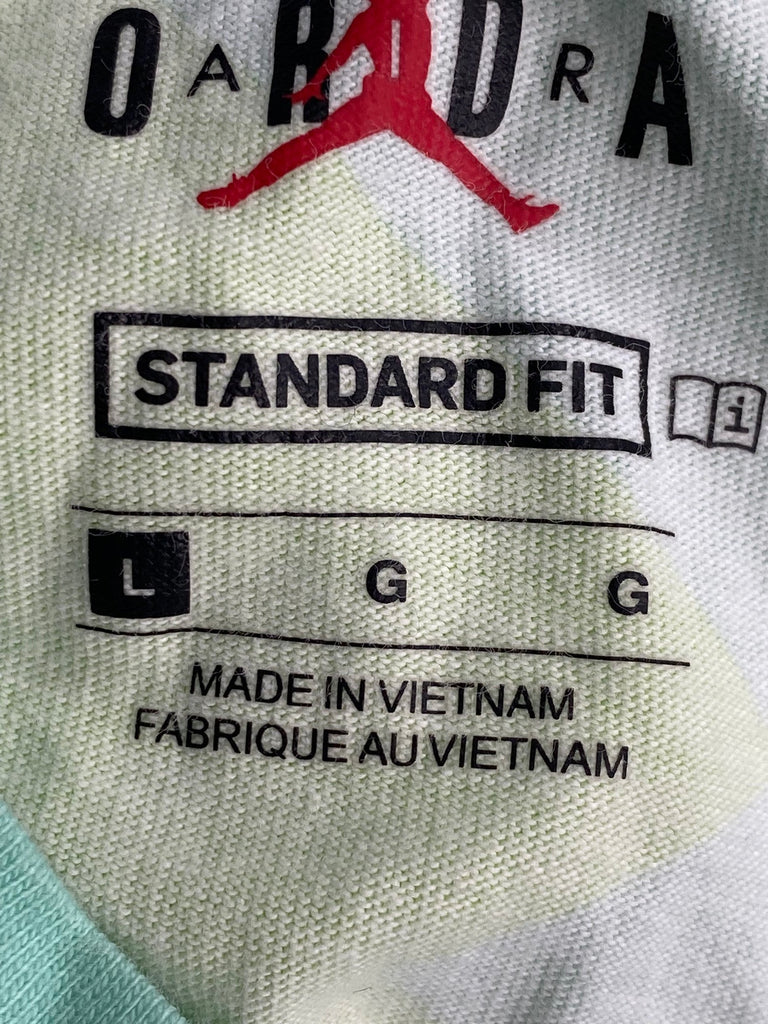 O A R D R A
STANDARD FIT i
L G G
MADE IN VIETNAM
FABRIQUE AU VIETNAM